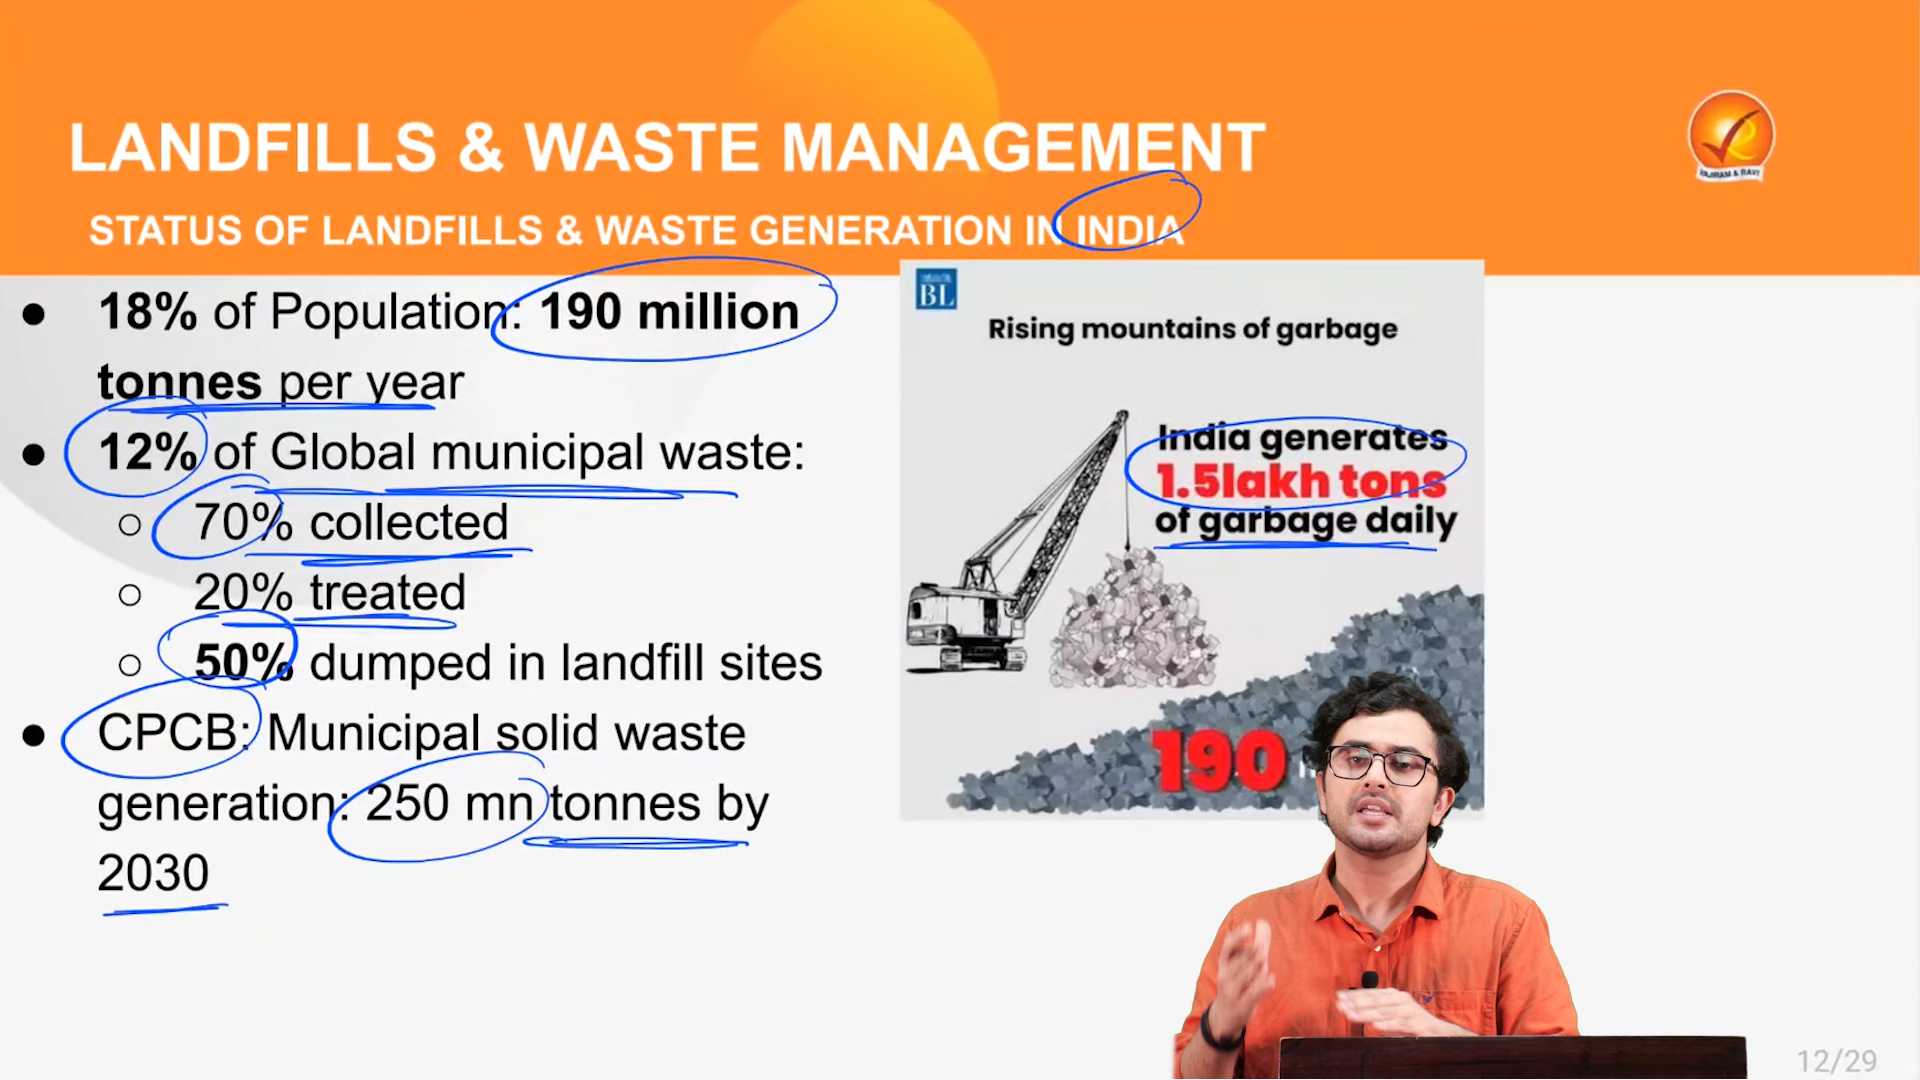 LANDFILLS & WASTE MANAGEMENT
VAJIRAM & RAVI
STATUS OF LANDFILLS & WASTE GENERATION IN INDIA
● 18% of Population: 190 million
tonnes per year
● 12% of Global municipal waste:
○ 70% collected
○ 20% treated
○ 50% dumped in landfill sites
● CPCB: Municipal solid waste
generation: 250 mn tonnes by
2030
BL
Rising mountains of garbage
India generates
1.5lakh tons
of garbage daily
190
12/29